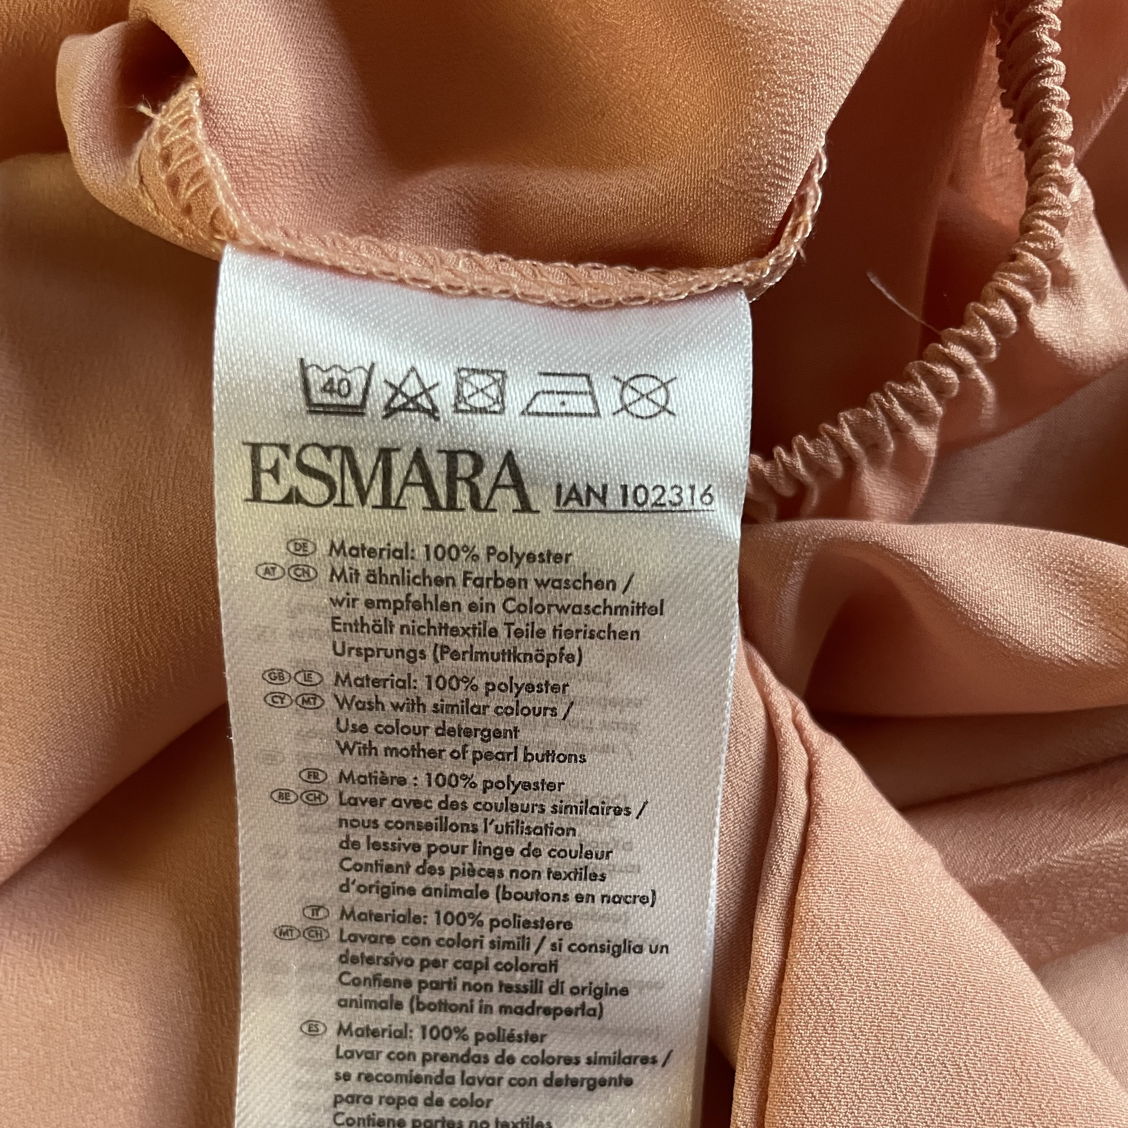 40
ESMARA IAN 102316
DE Material: 100% Polyester
AT CH Mit ähnlichen Farben waschen /
wir empfehlen ein Colorwaschmittel
Enthält nichttextile Teile tierischen
Ursprungs (Perlmuttknöpfe)
GB IE Material: 100% polyester
CY MT Wash with similar colours /
Use colour detergent
With mother of pearl buttons
FR Matière : 100% polyester
BE CH Laver avec des couleurs similaires /
nous conseillons l'utilisation
de lessive pour linge de couleur
Contient des pièces non textiles
d'origine animale (boutons en nacre)
IT Materiale: 100% poliestere
MT CH Lavare con colori simili / si consiglia un
detersivo per capi colorati
Contiene parti non tessili di origine
animale (bottoni in madreperla)
ES Material: 100% poliéster
Lavar con prendas de colores similares /
se recomienda lavar con detergente
para ropa de color
Contiene partes no textiles